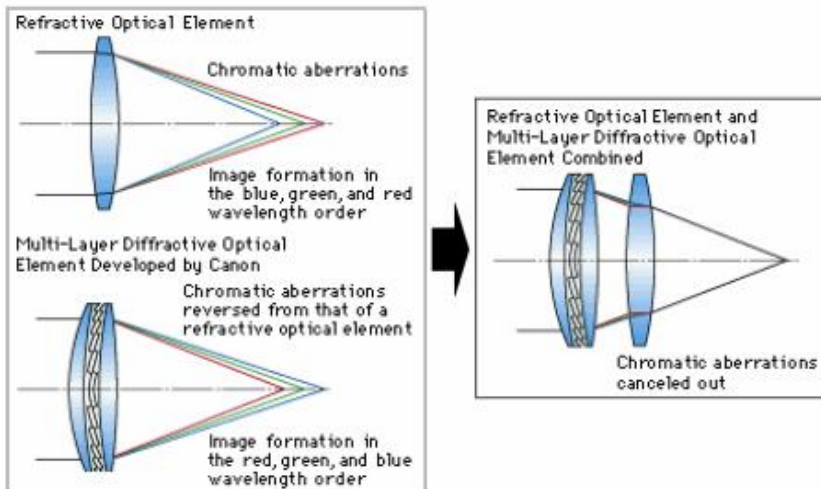 Refractive Optical Element
Chromatic aberrations
Image formation in
the blue, green, and red
wavelength order
Multi-Layer Diffractive Optical
Element Developed by Canon
Chromatic aberrations
reversed from that of a
refractive optical element
Image formation in
the red, green, and blue
wavelength order
Refractive Optical Element and
Multi-Layer Diffractive Optical
Element Combined
Chromatic aberrations
canceled out